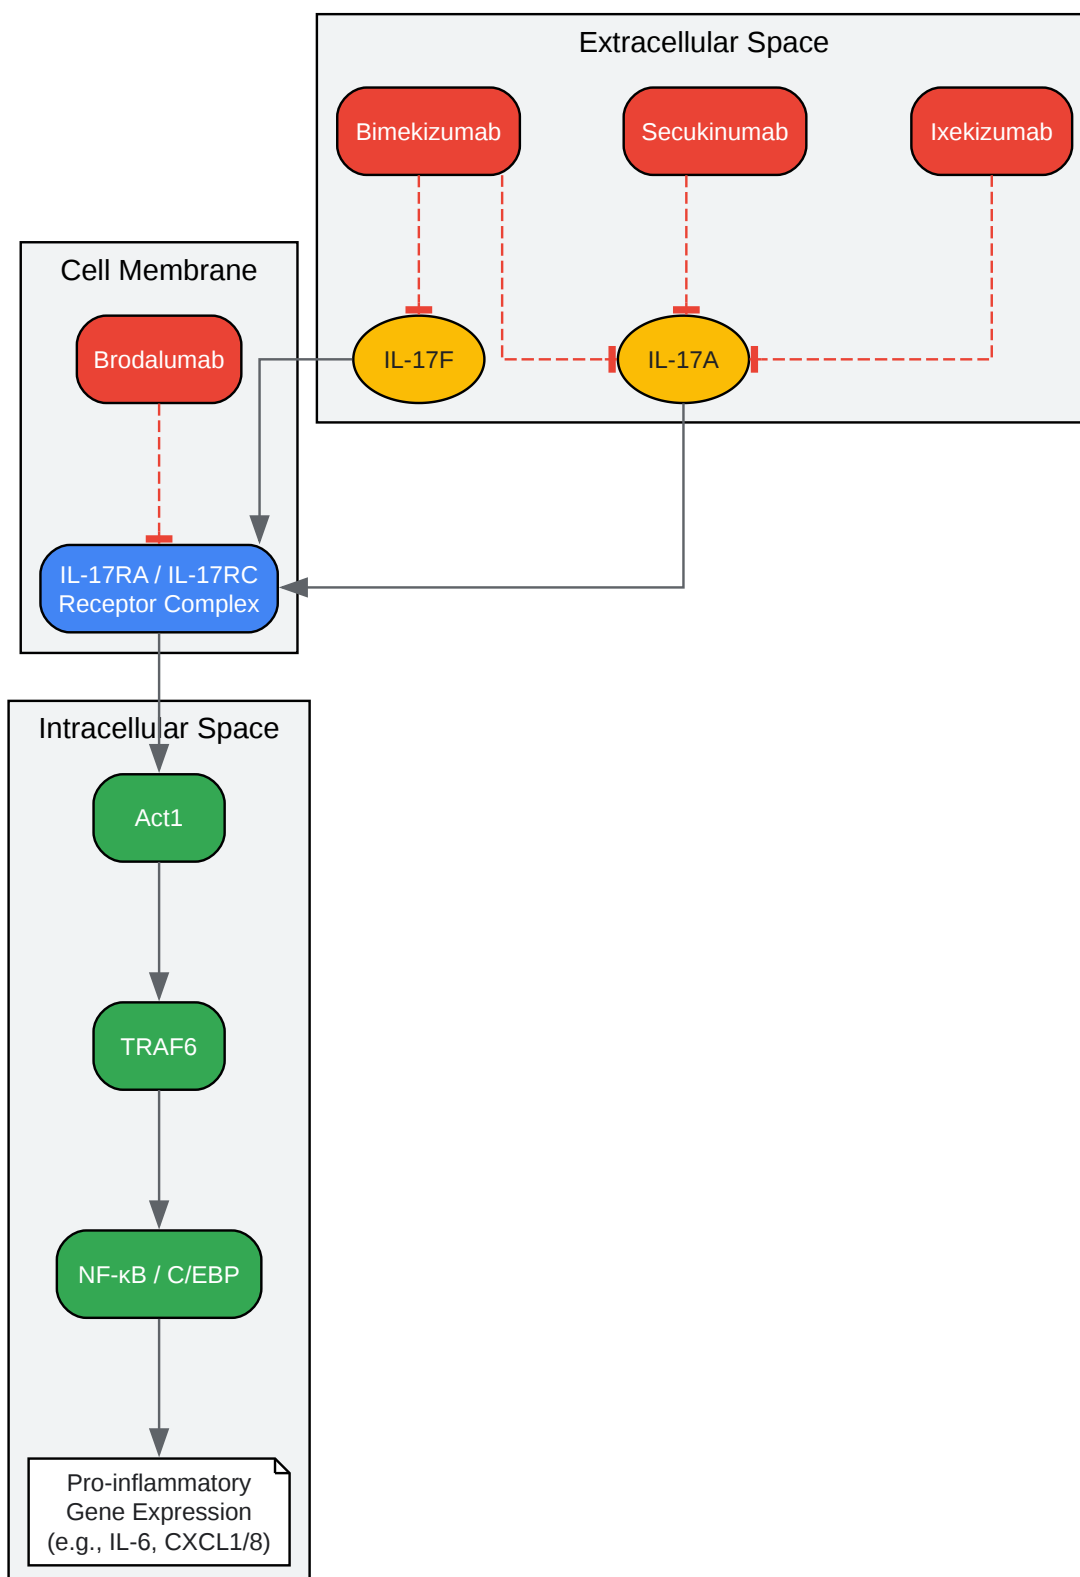 Extracellular Space
Bimekizumab
Secukinumab
Ixekizumab
Cell Membrane
Brodalumab
IL-17F
IL-17A
IL-17RA / IL-17RC
Receptor Complex
Intracellular Space
Act1
TRAF6
NF-κB / C/EBP
Pro-inflammatory
Gene Expression
(e.g., IL-6, CXCL1/8)